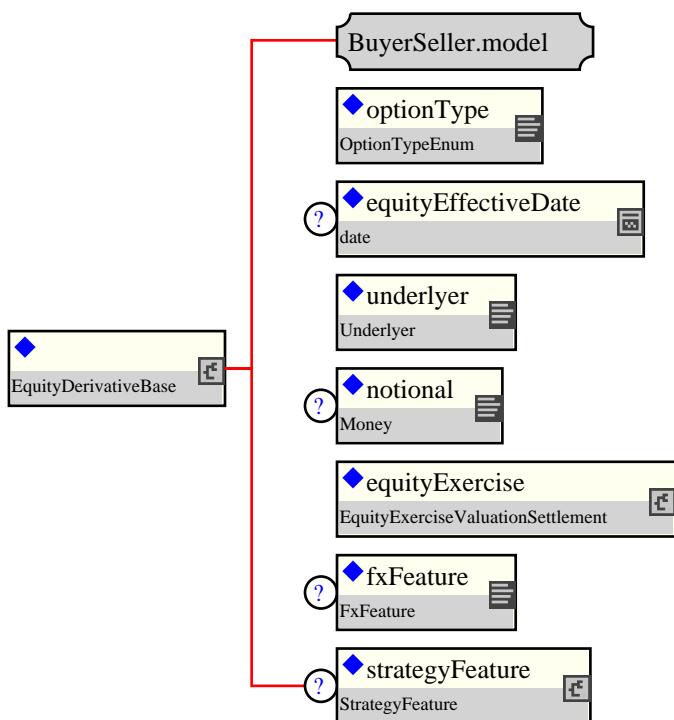 BuyerSeller.model
optionType
OptionTypeEnum
?
equityEffectiveDate
date
underlyer
Underlyer
EquityDerivativeBase
?
notional
Money
equityExercise
EquityExerciseValuationSettlement
?
fxFeature
FxFeature
?
strategyFeature
StrategyFeature